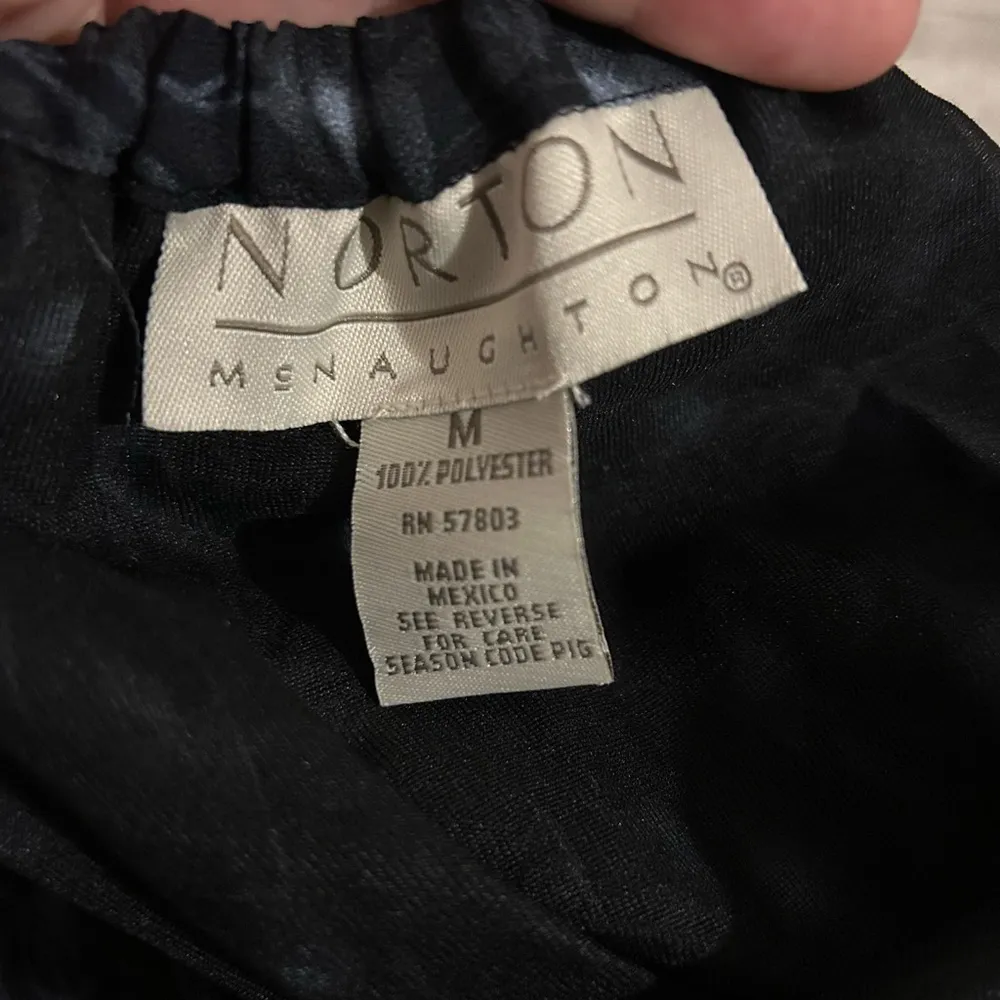 NORTON
McNAUGHTON®
M
100% POLYESTER
RN 57803
MADE IN
MEXICO
SEE REVERSE
FOR CARE
SEASON CODE PIG